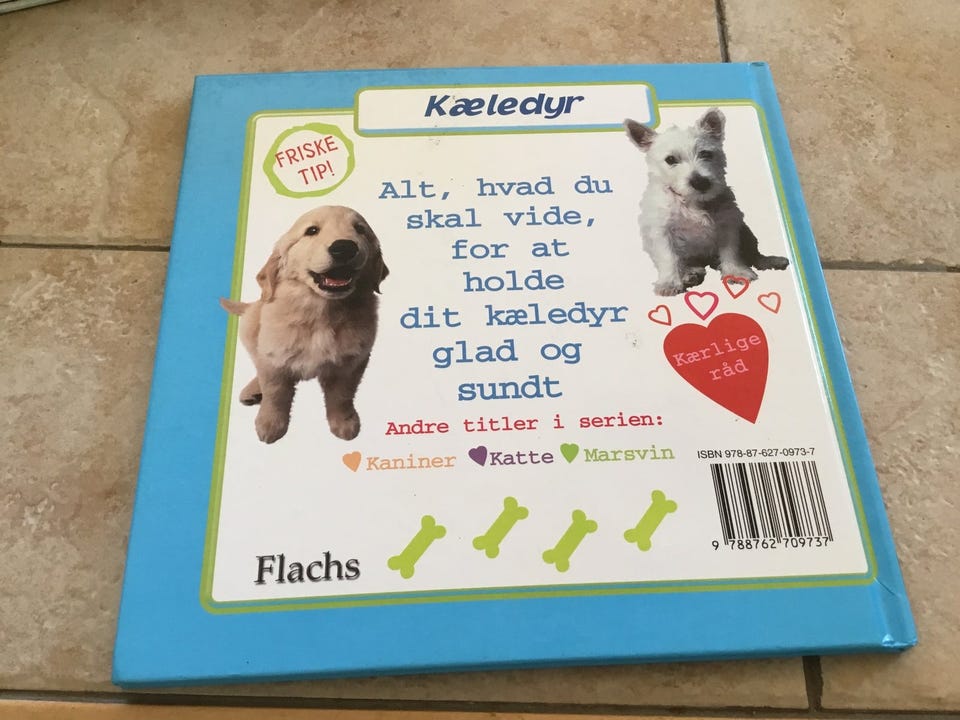 Kæledyr
FRISKE
TIP!
Alt, hvad du
skal vide,
for at
holde
dit kæledyr
glad og
sundt
Kærlige
råd
Andre titler i serien:
Kaniner Katte Marsvin
ISBN 978-87-627-0973-7
9 788762 709737
Flachs